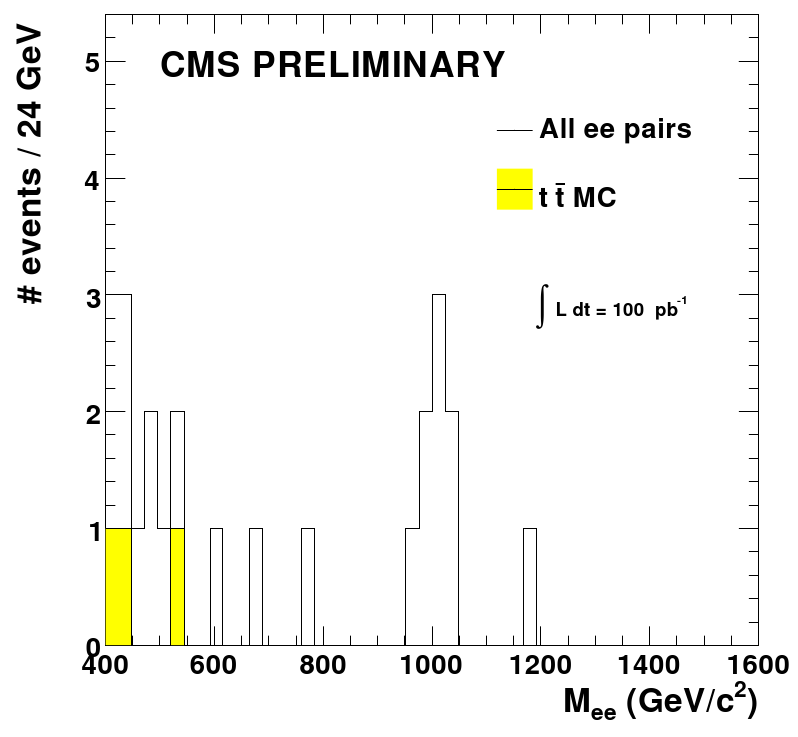 # events / 24 GeV
CMS PRELIMINARY
All ee pairs
t t̄ MC
∫ L dt = 100 pb⁻¹
5
4
3
2
1
0
400 600 800 1000 1200 1400 1600
M_ee (GeV/c²)